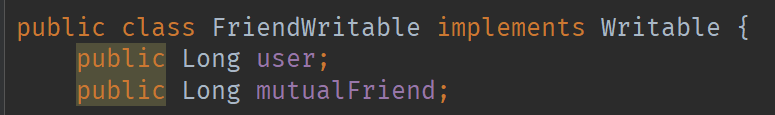 public class FriendWritable implements Writable {
public Long user;
public Long mutualFriend;